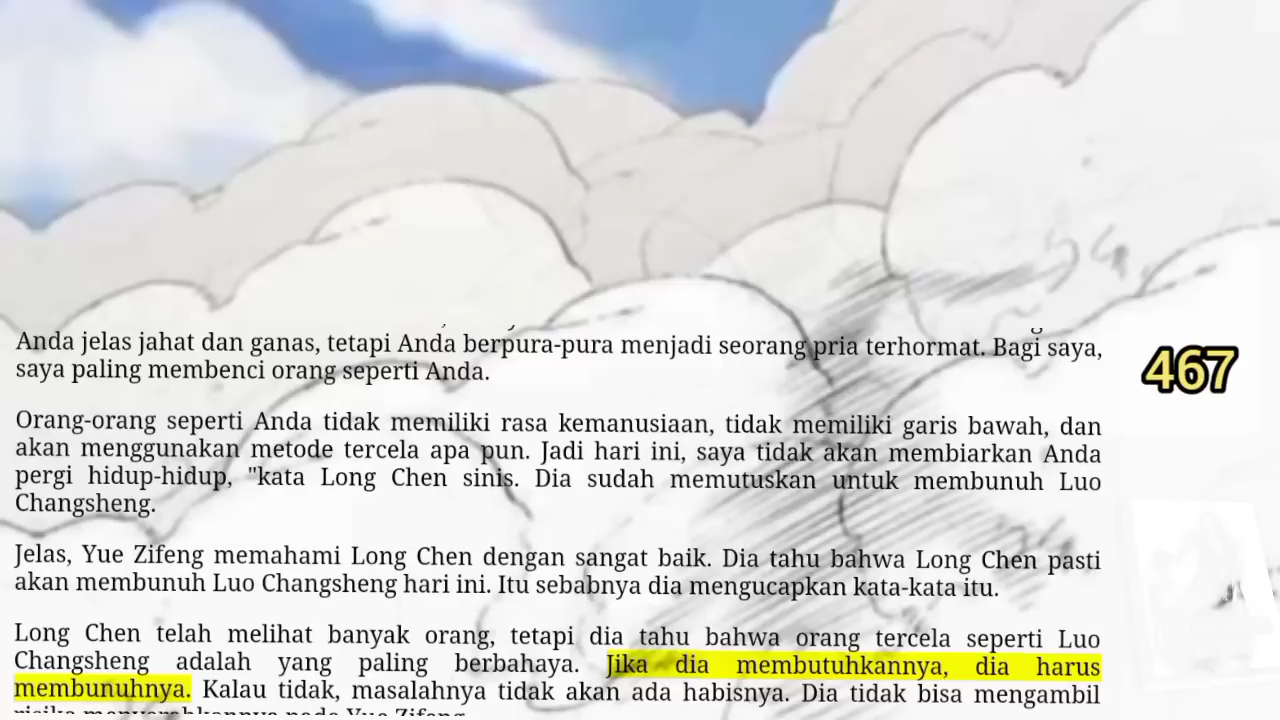 Anda jelas jahat dan ganas, tetapi Anda berpura-pura menjadi seorang pria terhormat. Bagi saya,
saya paling membenci orang seperti Anda.
467
Orang-orang seperti Anda tidak memiliki rasa kemanusiaan, tidak memiliki garis bawah, dan
akan menggunakan metode tercela apa pun. Jadi hari ini, saya tidak akan membiarkan Anda
pergi hidup-hidup, "kata Long Chen sinis. Dia sudah memutuskan untuk membunuh Luo
Changsheng.
Jelas, Yue Zifeng memahami Long Chen dengan sangat baik. Dia tahu bahwa Long Chen pasti
akan membunuh Luo Changsheng hari ini. Itu sebabnya dia mengucapkan kata-kata itu.
Long Chen telah melihat banyak orang, tetapi dia tahu bahwa orang tercela seperti Luo
Changsheng adalah yang paling berbahaya. Jika dia membutuhkannya, dia harus
membunuhnya. Kalau tidak, masalahnya tidak akan ada habisnya. Dia tidak bisa mengambil